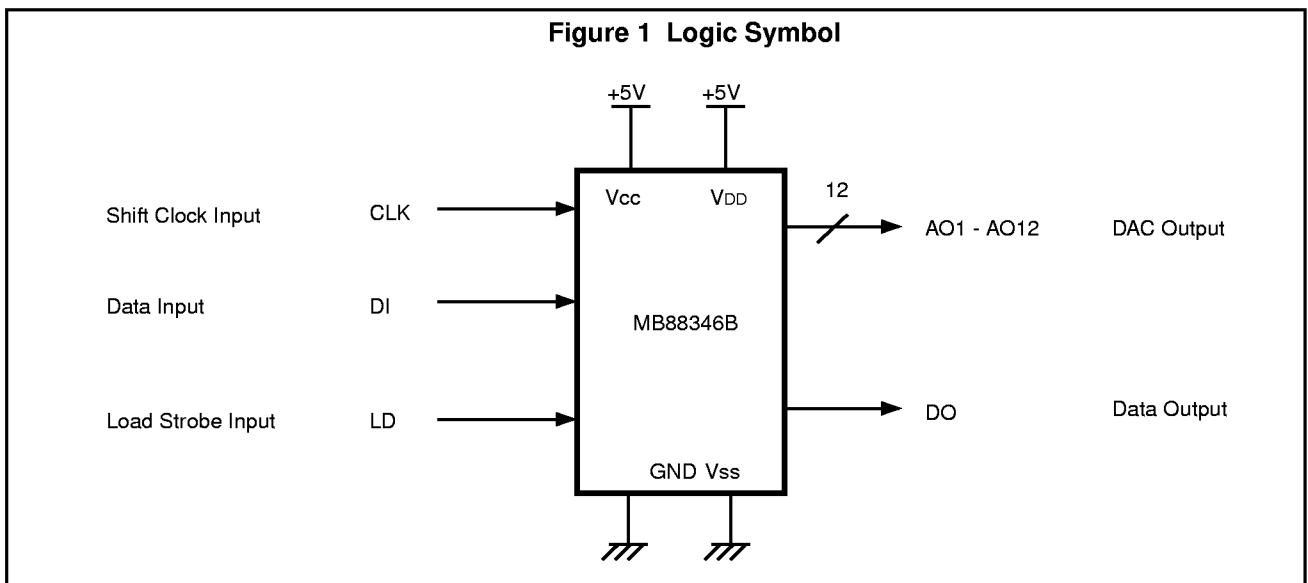 Figure 1 Logic Symbol
+5V +5V
Vcc VDD
12
Shift Clock Input CLK
AO1 - AO12 DAC Output
Data Input DI
MB88346B
Load Strobe Input LD
DO Data Output
GND Vss